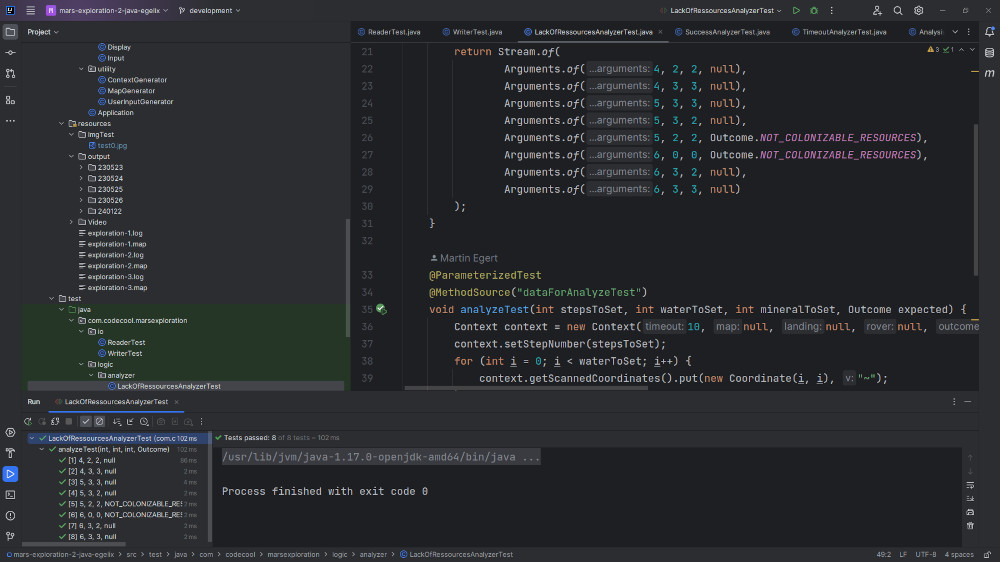 mars-exploration-2-java-egelix
development
LackOfRessourcesAnalyzerTest
Project
Display
Input
utility
ContextGenerator
MapGenerator
UserInputGenerator
Application
resources
imgTest
test0.jpg
output
230523
230524
230525
230526
240122
Video
exploration-1.log
exploration-1.map
exploration-2.log
exploration-2.map
exploration-3.log
exploration-3.map
test
java
com.codecool.marsexploration
io
ReaderTest
WriterTest
logic
analyzer
LackOfRessourcesAnalyzerTest
ReaderTest.java WriterTest.java LackOfRessourcesAnalyzerTest.java SuccessAnalyzerTest.java TimeoutAnalyzerTest.java Analysi
3 1
21 return Stream.of(
22 Arguments.of( ...arguments: 4, 2, 2, null),
23 Arguments.of( ...arguments: 4, 3, 3, null),
24 Arguments.of( ...arguments: 5, 3, 3, null),
25 Arguments.of( ...arguments: 5, 3, 2, null),
26 Arguments.of( ...arguments: 5, 2, 2, Outcome.NOT_COLONIZABLE_RESOURCES),
27 Arguments.of( ...arguments: 6, 0, 0, Outcome.NOT_COLONIZABLE_RESOURCES),
28 Arguments.of( ...arguments: 6, 3, 2, null),
29 Arguments.of( ...arguments: 6, 3, 3, null)
30 );
31 }
32
Martin Egert
33 @ParameterizedTest
34 @MethodSource("dataForAnalyzeTest")
35 void analyzeTest(int stepsToSet, int waterToSet, int mineralToSet, Outcome expected) {
36 Context context = new Context( timeout: 10, map: null, landing: null, rover: null, outcome
37 context.setStepNumber(stepsToSet);
38 for (int i = 0; i < waterToSet; i++) {
39 context.getScannedCoordinates().put(new Coordinate(i, i), v: "~");
Run LackOfRessourcesAnalyzerTest
LackOfRessourcesAnalyzerTest (com.c 102 ms
analyzeTest(int, int, int, Outcome) 102 ms
[1] 4, 2, 2, null 86 ms
[2] 4, 3, 3, null 2 ms
[3] 5, 3, 3, null 4 ms
[4] 5, 3, 2, null 2 ms
[5] 5, 2, 2, NOT_COLONIZABLE_RES 2 ms
[6] 6, 0, 0, NOT_COLONIZABLE_RES 2 ms
[7] 6, 3, 2, null 2 ms
[8] 6, 3, 3, null 2 ms
Tests passed: 8 of 8 tests – 102 ms
/usr/lib/jvm/java-1.17.0-openjdk-amd64/bin/java ...
Process finished with exit code 0
mars-exploration-2-java-egelix > src > test > java > com > codecool > marsexploration > logic > analyzer > LackOfRessourcesAnalyzerTest
49:2 LF UTF-8 4 spaces